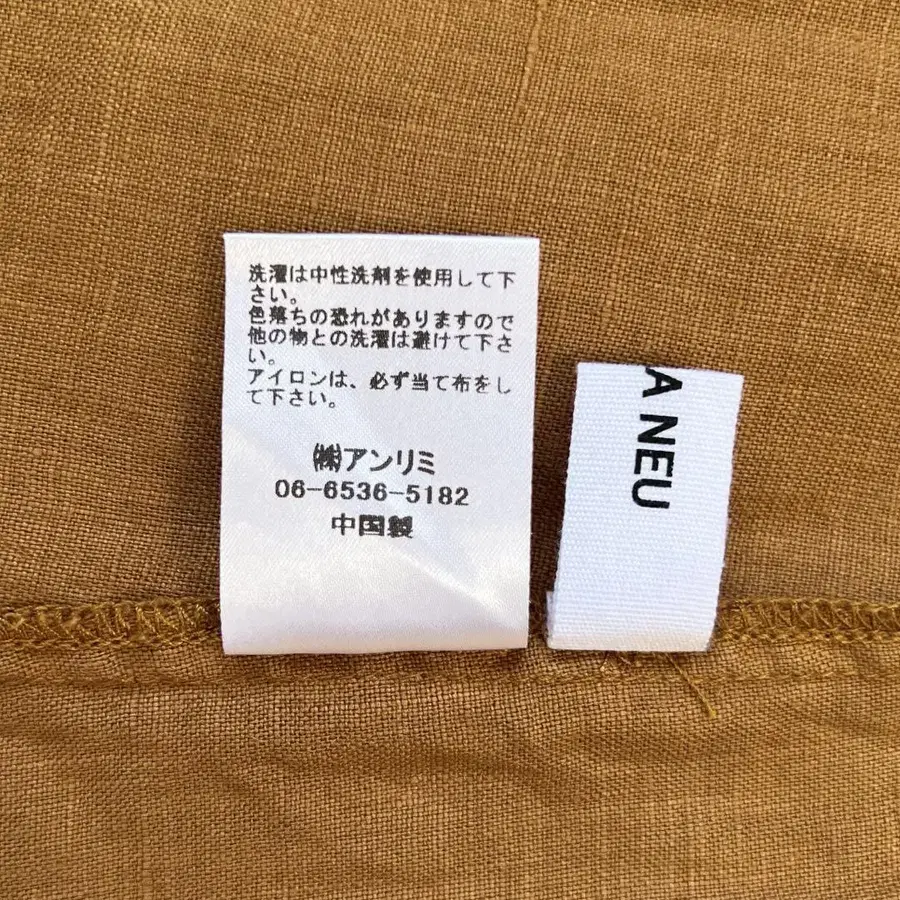 洗濯は中性洗剤を使用して下
さい。
色落ちの恐れがありますので
他の物との洗濯は避けて下さ
い。
アイロンは、必ず当て布をし
て下さい。
㈱アンリミ
06-6536-5182
中国製
A NEU